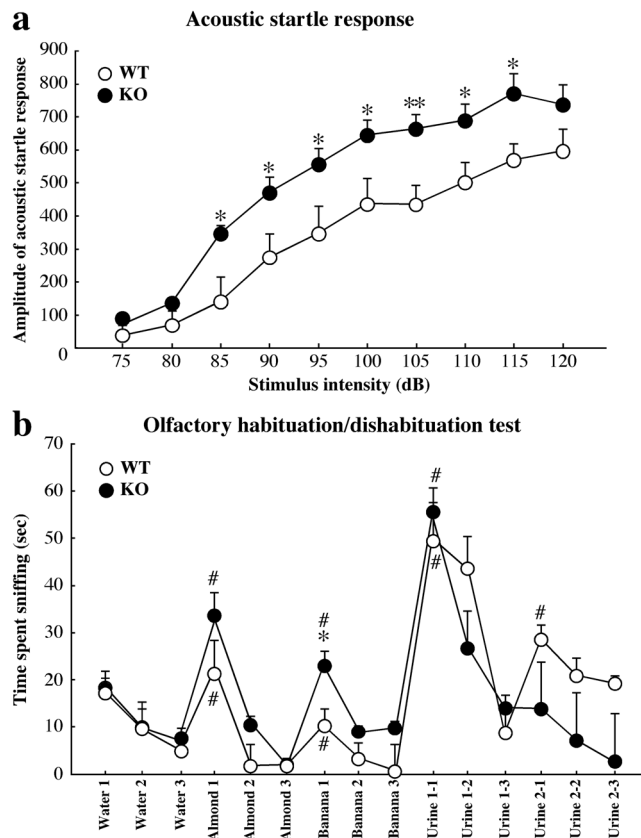 a
Acoustic startle response
Amplitude of acoustic startle response
900
800
700
600
500
400
300
200
100
0
WT
KO
* * * * ** * *
75 80 85 90 95 100 105 110 115 120
Stimulus intensity (dB)
b
Olfactory habituation/dishabituation test
Time spent sniffing (sec)
70
60
50
40
30
20
10
0
WT
KO
#
#
#
*
#
#
#
#
Water 1
Water 2
Water 3
Almond 1
Almond 2
Almond 3
Banana 1
Banana 2
Banana 3
Urine 1-1
Urine 1-2
Urine 1-3
Urine 2-1
Urine 2-2
Urine 2-3